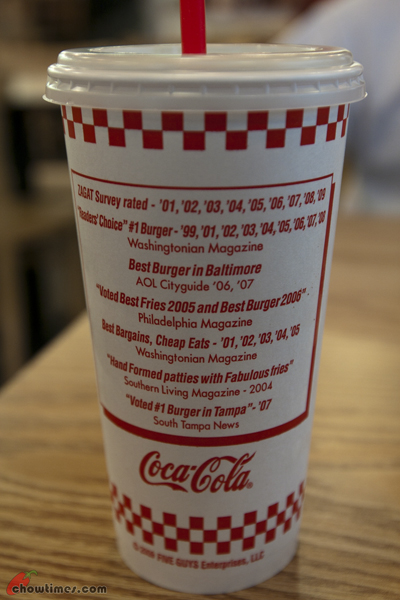 ZAGAT Survey rated - '01, '02, '03, '04, '05, '06, '07, '08, '09
"Readers' Choice" #1 Burger - '99, '01, '02, '03, '04, '05, '06, '07, '08
Washingtonian Magazine
Best Burger in Baltimore
AOL Cityguide '06, '07
"Voted Best Fries 2005 and Best Burger 2006" -
Philadelphia Magazine
Best Bargains, Cheap Eats - '01, '02, '03, '04, '05
Washingtonian Magazine
"Hand Formed patties with Fabulous fries"
Southern Living Magazine - 2004
"Voted #1 Burger in Tampa" - '07
South Tampa News
Coca-Cola®
© FIVE GUYS Enterprises, LLC
chowtimes.com